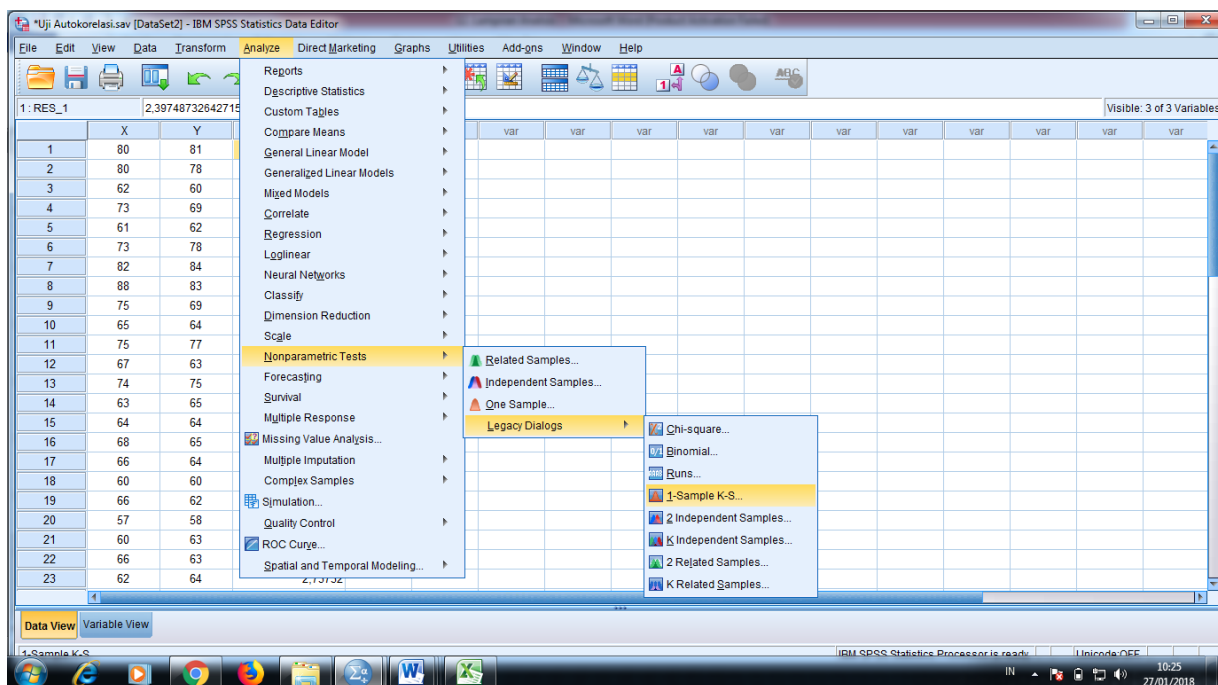 *Uji Autokorelasi.sav [DataSet2] - IBM SPSS Statistics Data Editor
File Edit View Data Transform Analyze Direct Marketing Graphs Utilities Add-ons Window Help
1 : RES_1 2,39748732642715 Visible: 3 of 3 Variables
X Y var var var var var var var var var var var
1 80 81
2 80 78
3 62 60
4 73 69
5 61 62
6 73 78
7 82 84
8 88 83
9 75 69
10 65 64
11 75 77
12 67 63
13 74 75
14 63 65
15 64 64
16 68 65
17 66 64
18 60 60
19 66 62
20 57 58
21 60 63
22 66 63
23 62 64 2,73732
Reports
Descriptive Statistics
Custom Tables
Compare Means
General Linear Model
Generalized Linear Models
Mixed Models
Correlate
Regression
Loglinear
Neural Networks
Classify
Dimension Reduction
Scale
Nonparametric Tests
Forecasting
Survival
Multiple Response
Missing Value Analysis...
Multiple Imputation
Complex Samples
Simulation...
Quality Control
ROC Curve...
Spatial and Temporal Modeling...
Related Samples...
Independent Samples...
One Sample...
Legacy Dialogs
Chi-square...
Binomial...
Runs...
1-Sample K-S...
2 Independent Samples...
K Independent Samples...
2 Related Samples...
K Related Samples...
Data View Variable View
1-Sample K-S... IBM SPSS Statistics Processor is ready Unicode:OFF
IN 10:25
27/01/2018